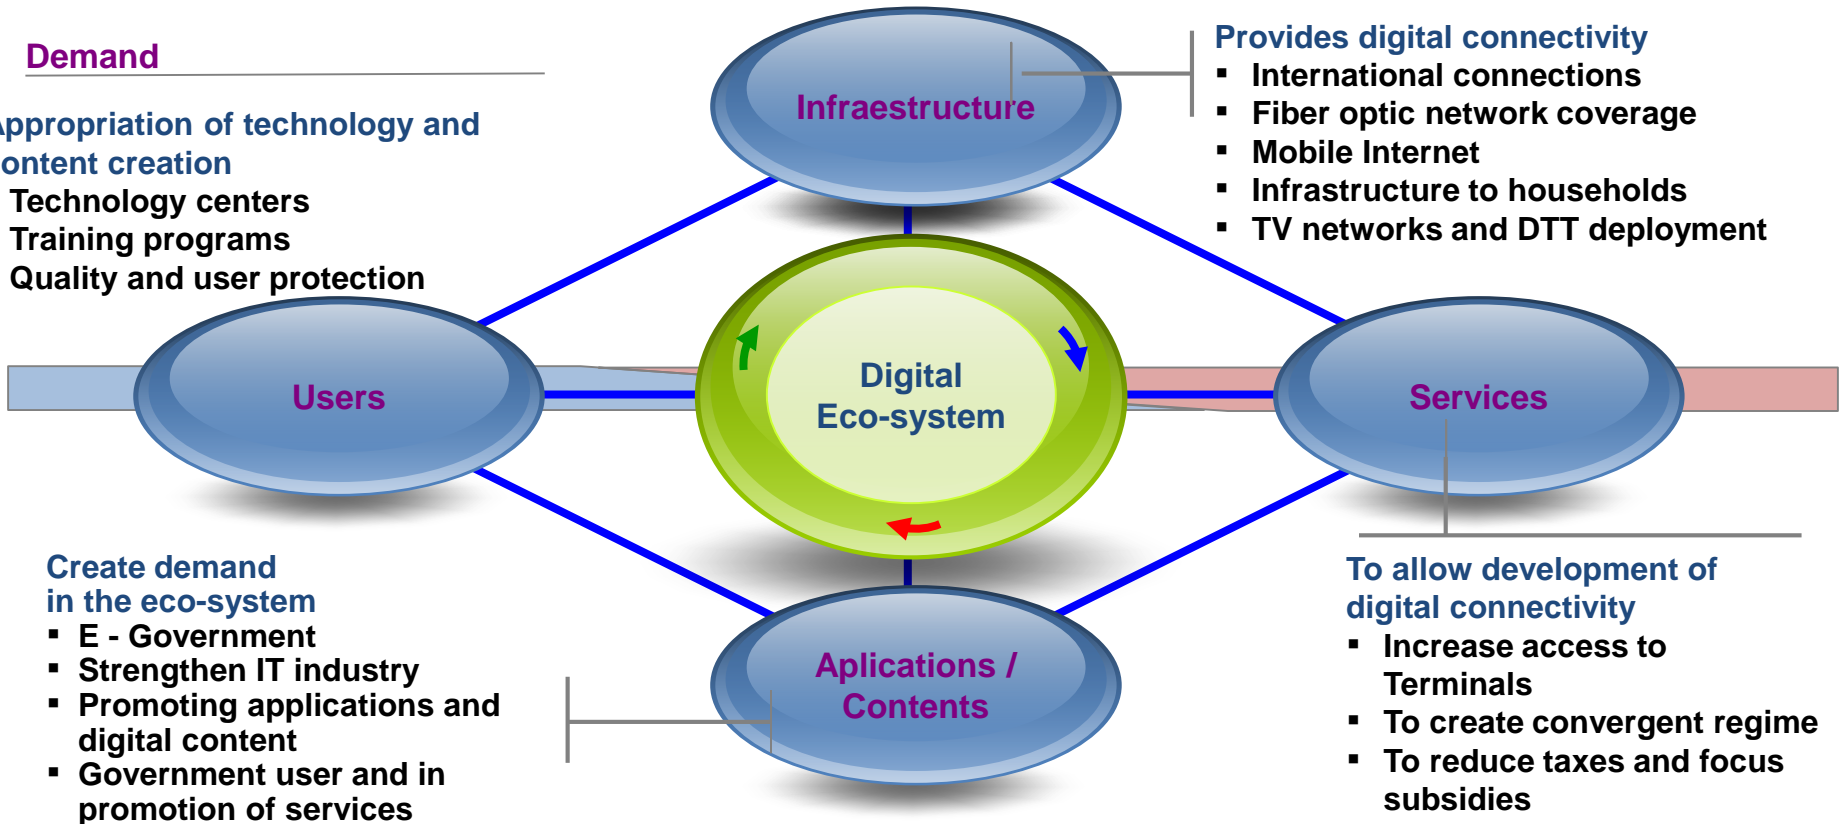 Demand
Appropriation of technology and
ontent creation
Technology centers
Training programs
Quality and user protection
Infraestructure
Provides digital connectivity
▪ International connections
▪ Fiber optic network coverage
▪ Mobile Internet
▪ Infrastructure to households
▪ TV networks and DTT deployment
Users
Digital
Eco-system
Services
Create demand
in the eco-system
▪ E - Government
▪ Strengthen IT industry
▪ Promoting applications and
digital content
▪ Government user and in
promotion of services
Aplications /
Contents
To allow development of
digital connectivity
▪ Increase access to
Terminals
▪ To create convergent regime
▪ To reduce taxes and focus
subsidies